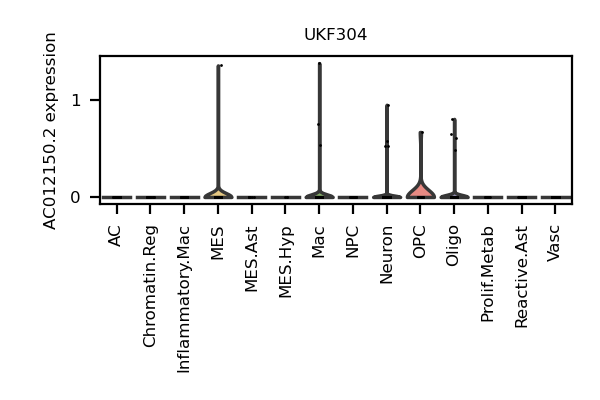 UKF304
AC012150.2 expression
1
0
AC
Chromatin.Reg
Inflammatory.Mac
MES
MES.Ast
MES.Hyp
Mac
NPC
Neuron
OPC
Oligo
Prolif.Metab
Reactive.Ast
Vasc